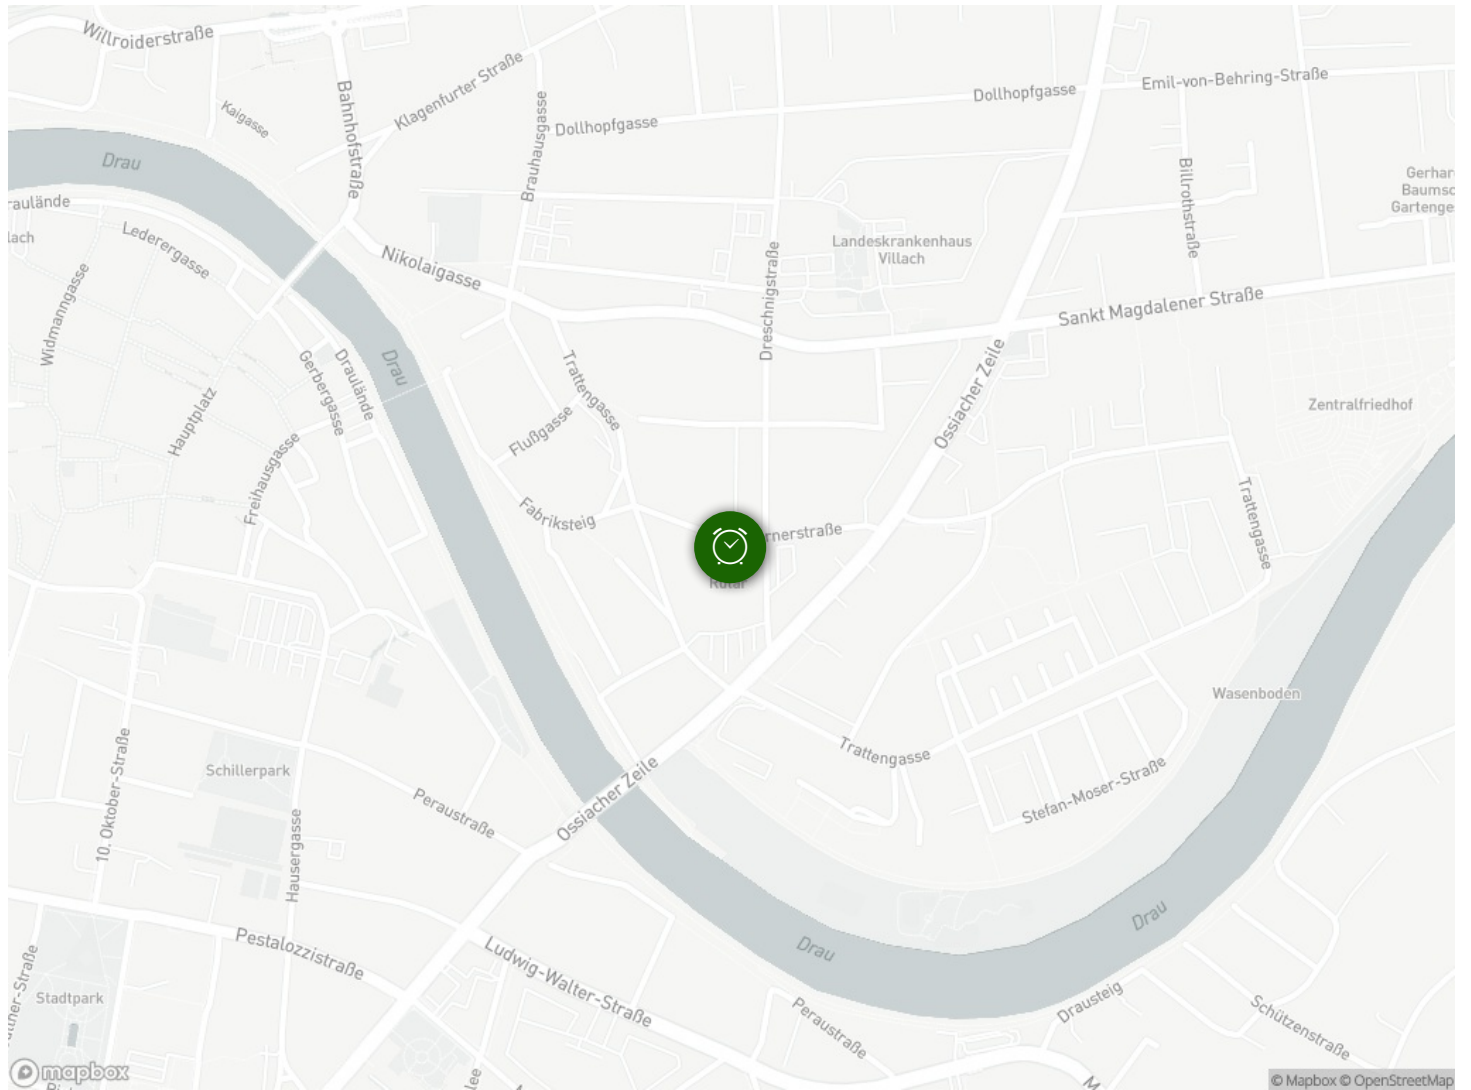 Willroiderstraße
Bahnhofstraße
Klagenfurter Straße
Kaigasse
Brauhausgasse
Dollhopfgasse
Dollhopfgasse
Emil-von-Behring-Straße
Billrothstraße
Gerhar
Baumsc
Gartenge
Drau
raulände
lach
Lederergasse
Nikolaigasse
Dreschnigstraße
Landeskrankenhaus
Villach
Sankt Magdalener Straße
Widmanngasse
Hauptplatz
Gerbergasse
Draulände
Drau
Trattengasse
Flußgasse
Ossiacher Zeile
Zentralfriedhof
Freihausgasse
Fabriksteig
rnerstraße
Trattengasse
Wasenboden
Trattengasse
Stefan-Moser-Straße
Schillerpark
10. Oktober-Straße
Hausergasse
Peraustraße
Ossiacher Zeile
Pestalozzistraße
Ludwig-Walter-Straße
Drau
Drau
Stadtpark
Peraustraße
Drausteig
Schützenstraße
lee
mapbox
© Mapbox © OpenStreetMap